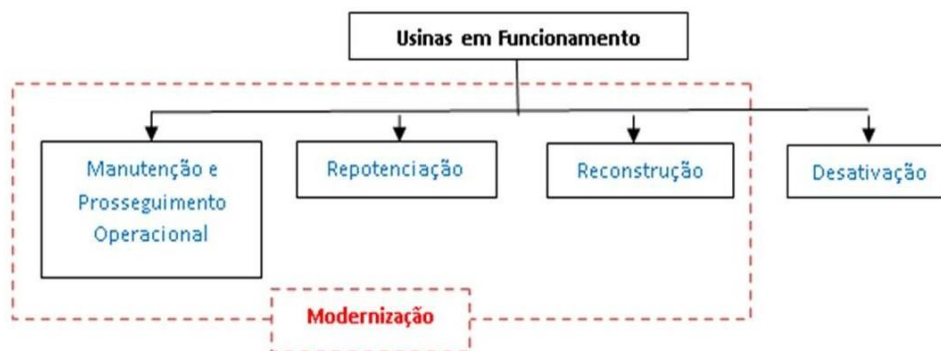 Usinas em Funcionamento
Manutenção e
Prosseguimento
Operacional
Repotenciação
Reconstrução
Desativação
Modernização